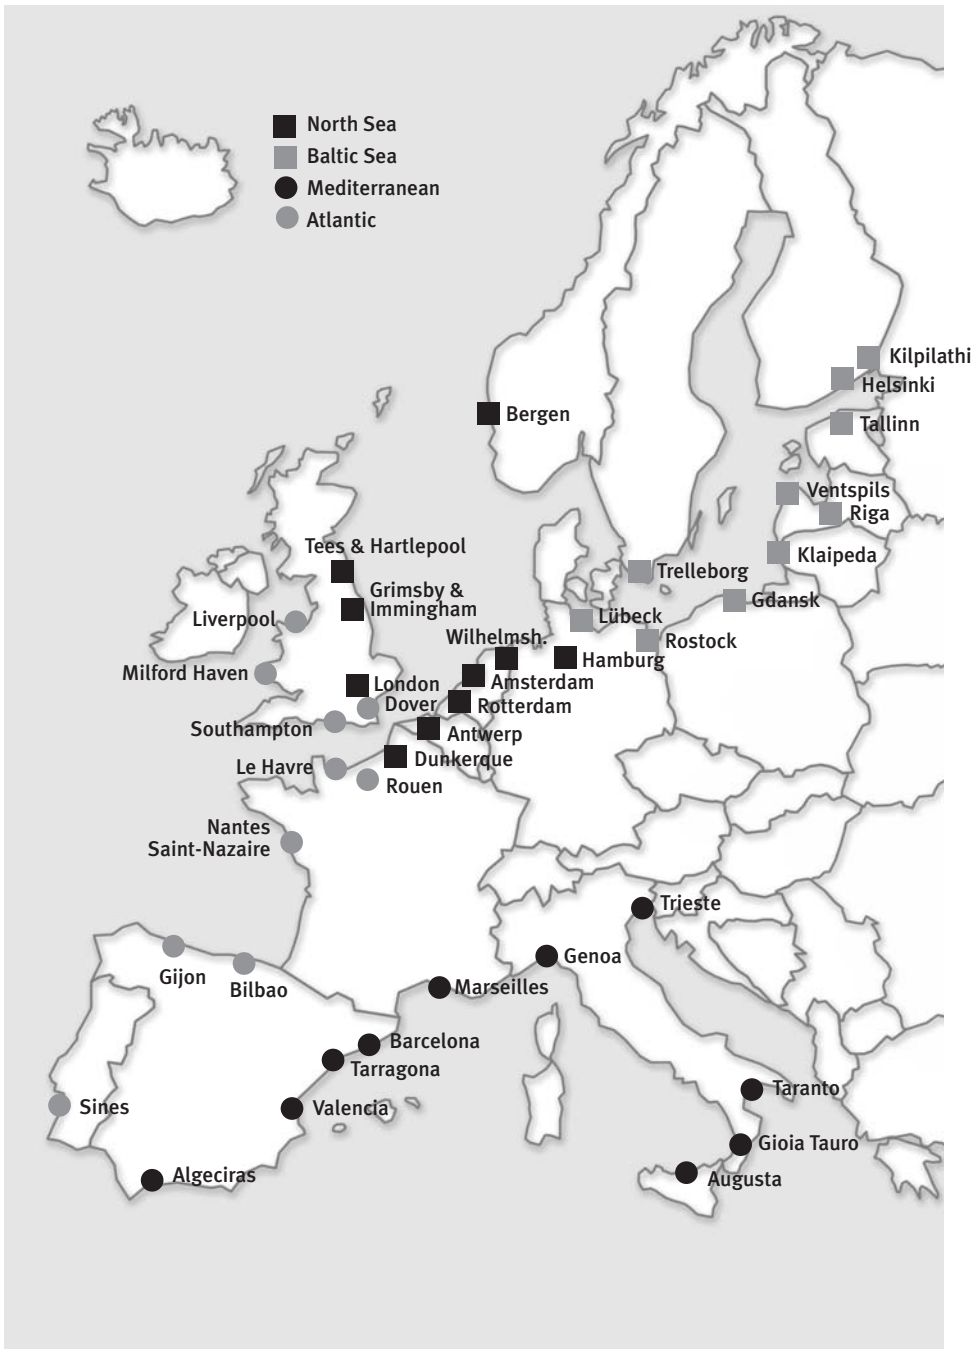 North Sea
Baltic Sea
Mediterranean
Atlantic
Kilpilathi
Helsinki
Bergen
Tallinn
Ventspils
Riga
Tees & Hartlepool
Klaipeda
Trelleborg
Grimsby &
Immingham
Gdansk
Liverpool
Lübeck
Wilhelmsh.
Rostock
Hamburg
Milford Haven
London
Amsterdam
Dover
Rotterdam
Southampton
Antwerp
Le Havre
Dunkerque
Rouen
Nantes
Saint-Nazaire
Trieste
Genoa
Gijon
Bilbao
Marseilles
Barcelona
Tarragona
Taranto
Sines
Valencia
Gioia Tauro
Algeciras
Augusta